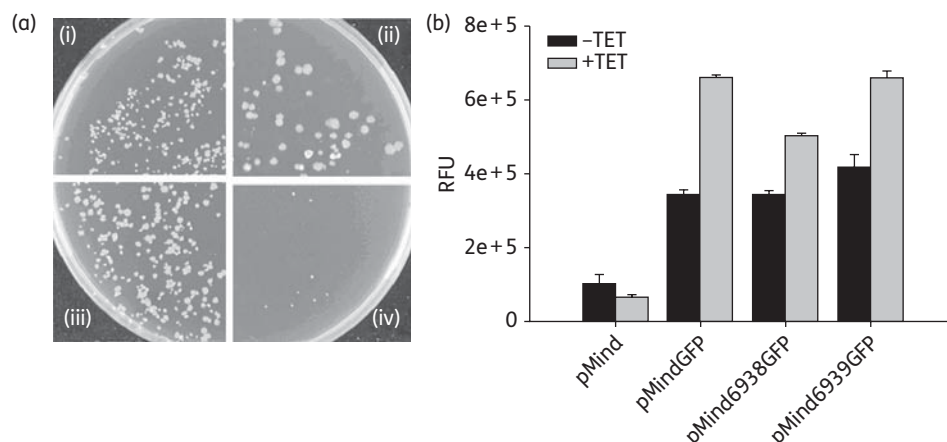 (a)
(i)
(ii)
(iii)
(iv)
(b)
8e+5
6e+5
4e+5
2e+5
0
RFU
–TET
+TET
pMind
pMindGFP
pMind6938GFP
pMind6939GFP